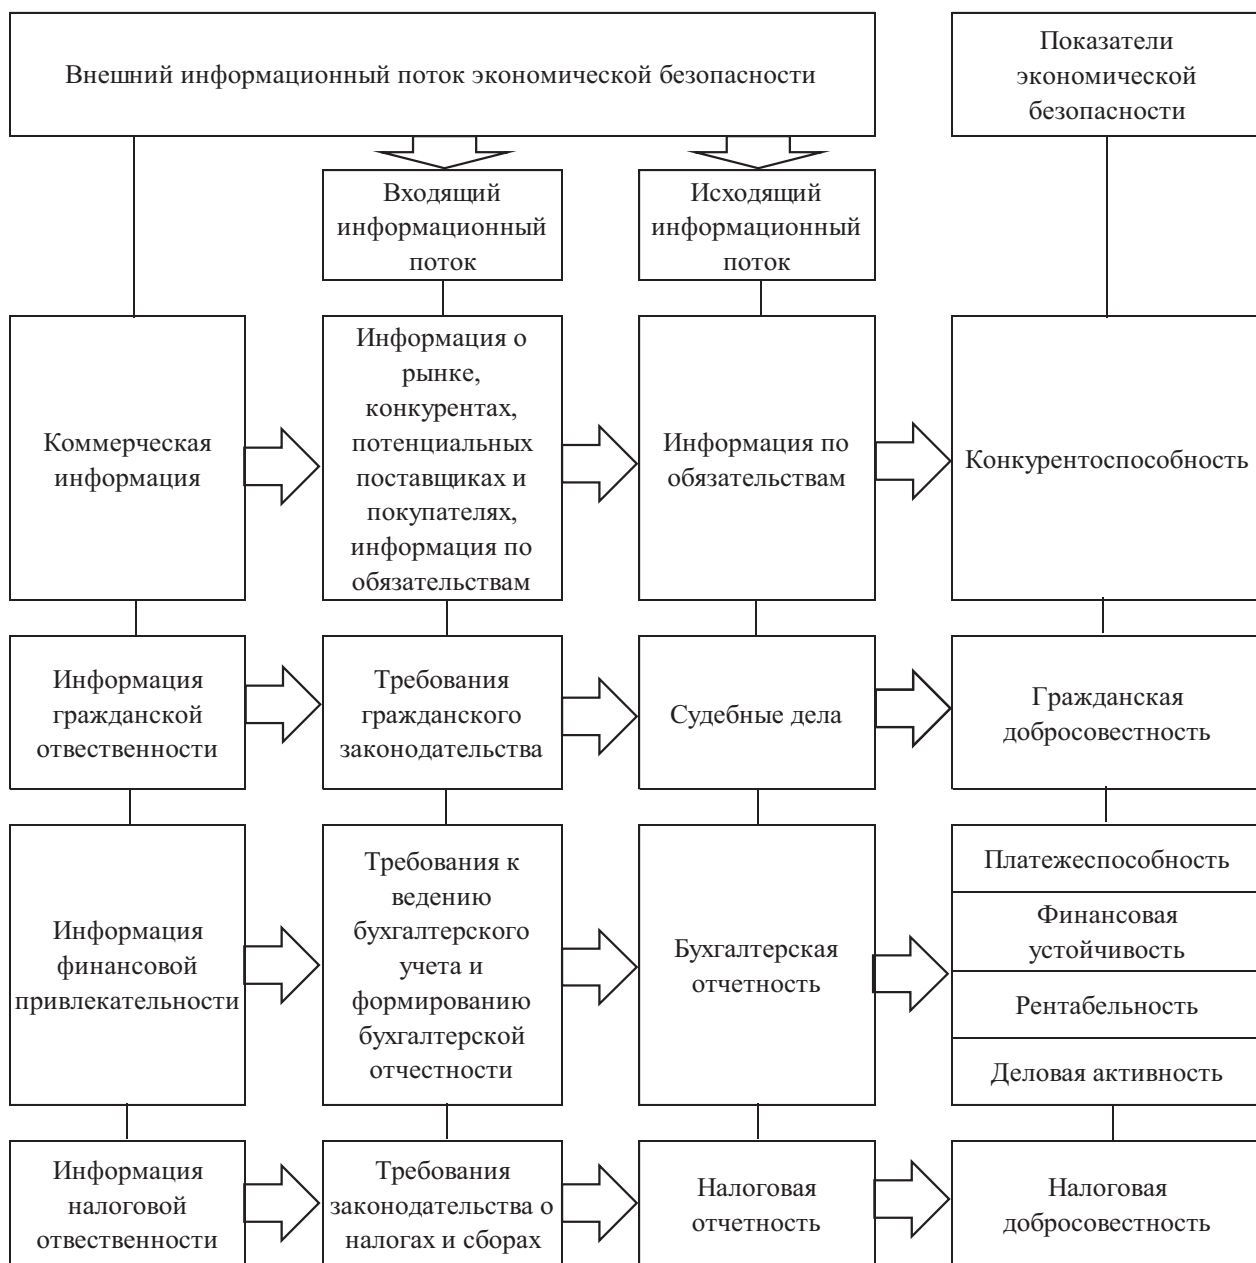 Внешний информационный поток экономической безопасности
Показатели
экономической
безопасности
Входящий
информационный
поток
Исходящий
информационный
поток
Коммерческая
информация
Информация о
рынке,
конкурентах,
потенциальных
поставщиках и
покупателях,
информация по
обязательствам
Информация по
обязательствам
Конкурентоспособность
Информация
гражданской
отвественности
Требования
гражданского
законодательства
Судебные дела
Гражданская
добросовестность
Информация
финансовой
привлекательности
Требования к
ведению
бухгалтерского
учета и
формированию
бухгалтерской
отчестности
Бухгалтерская
отчетность
Платежеспособность
Финансовая
устойчивость
Рентабельность
Деловая активность
Информация
налоговой
отвественности
Требования
законодательства о
налогах и сборах
Налоговая
отчетность
Налоговая
добросовестность